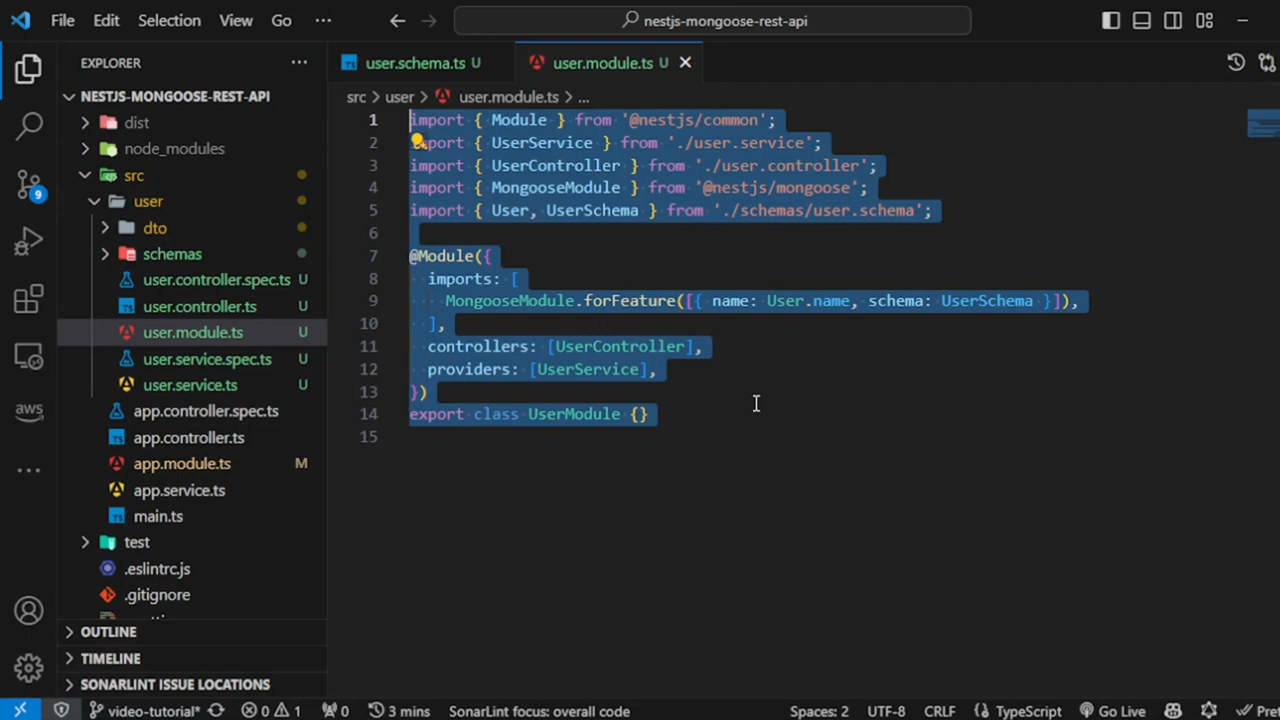 File Edit Selection View Go ··· nestjs-mongoose-rest-api
EXPLORER ···
user.schema.ts U
user.module.ts U
NESTJS-MONGOOSE-REST-API
src > user > user.module.ts > ...
dist
node_modules
src
user
dto
schemas
user.controller.spec.ts U
user.controller.ts U
user.module.ts U
user.service.spec.ts U
user.service.ts U
app.controller.spec.ts
app.controller.ts
app.module.ts M
app.service.ts
main.ts
test
.eslintrc.js
.gitignore
OUTLINE
TIMELINE
SONARLINT ISSUE LOCATIONS
9
aws
1 import { Module } from '@nestjs/common';
2 import { UserService } from './user.service';
3 import { UserController } from './user.controller';
4 import { MongooseModule } from '@nestjs/mongoose';
5 import { User, UserSchema } from './schemas/user.schema';
6
7 @Module({
8 imports: [
9 MongooseModule.forFeature([{ name: User.name, schema: UserSchema }]),
10 ],
11 controllers: [UserController],
12 providers: [UserService],
13 })
14 export class UserModule {}
15
video-tutorial* 0 1 0 3 mins SonarLint focus: overall code Spaces: 2 UTF-8 CRLF TypeScript Go Live